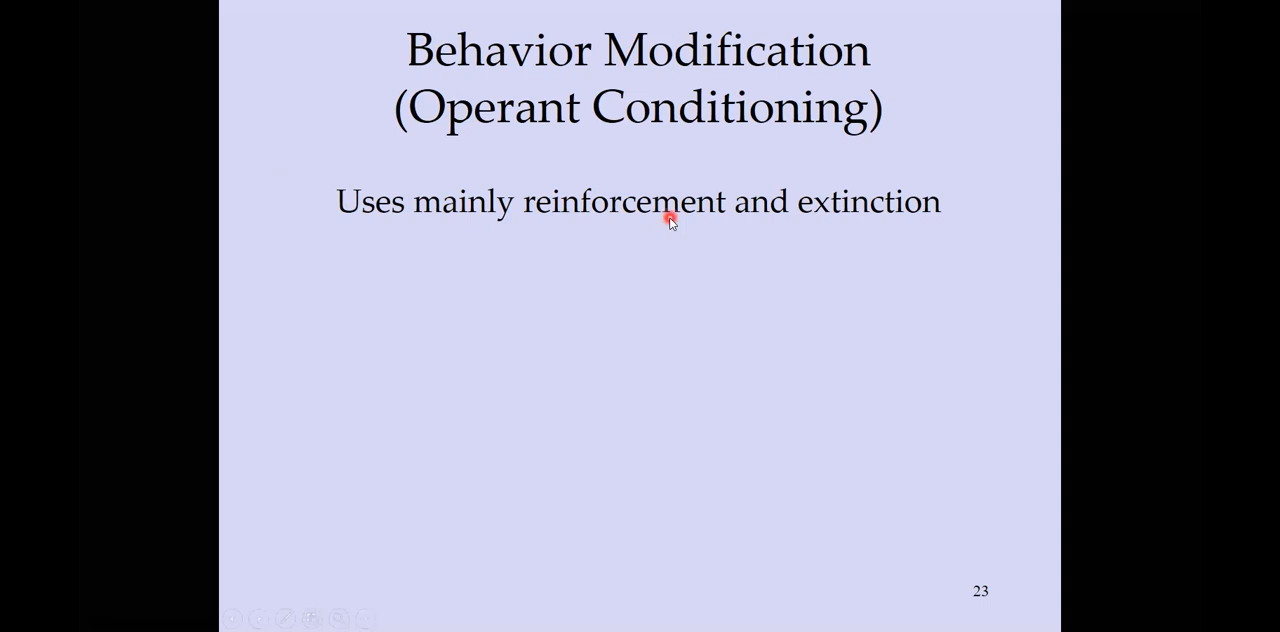 Behavior Modification
(Operant Conditioning)
Uses mainly reinforcement and extinction
23